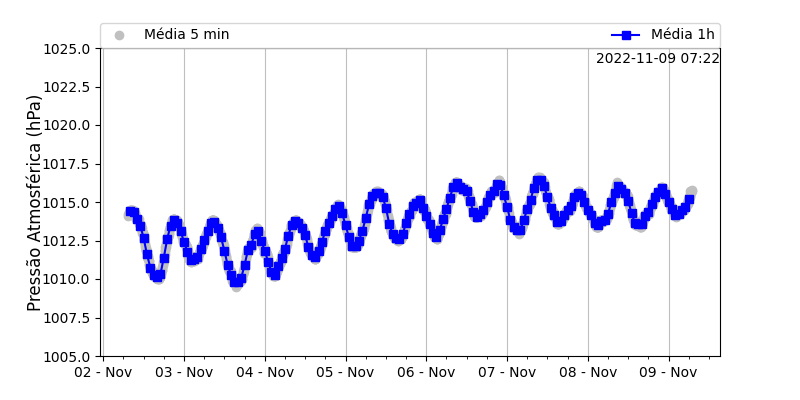 Média 5 min
Média 1h
2022-11-09 07:22
Pressão Atmosférica (hPa)
1025.0
1022.5
1020.0
1017.5
1015.0
1012.5
1010.0
1007.5
1005.0
02 - Nov
03 - Nov
04 - Nov
05 - Nov
06 - Nov
07 - Nov
08 - Nov
09 - Nov